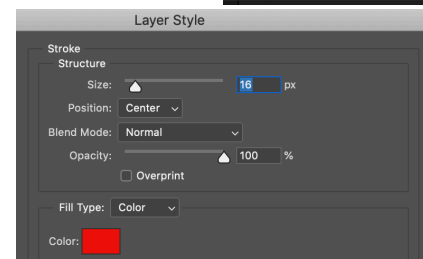 Layer Style
Stroke
Structure
Size: 16 px
Position: Center
Blend Mode: Normal
Opacity: 100 %
Overprint
Fill Type: Color
Color: